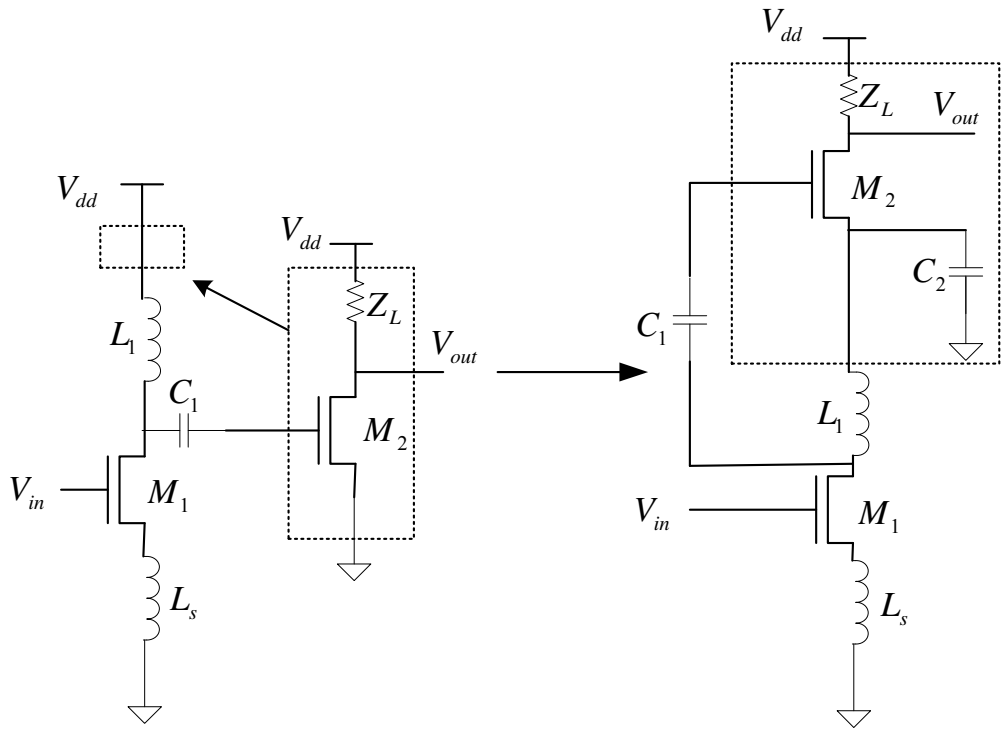 V_dd
L_1
C_1
V_in
M_1
L_s
V_dd
Z_L
V_out
M_2
V_dd
Z_L
V_out
M_2
C_2
C_1
L_1
V_in
M_1
L_s